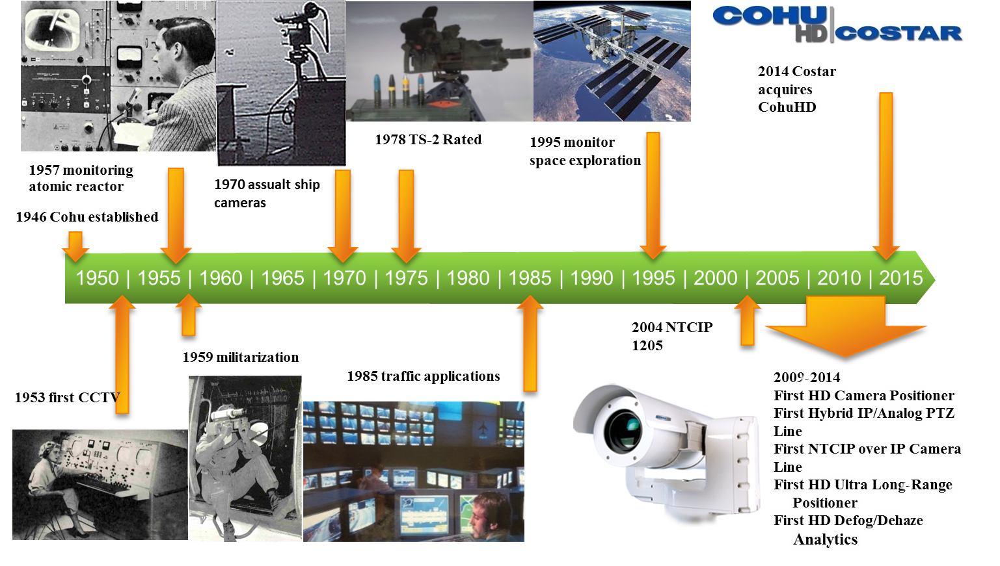 COHU
HD COSTAR
2014 Costar
acquires
CohuHD
1978 TS-2 Rated
1995 monitor
space exploration
1957 monitoring
atomic reactor
1970 assualt ship
cameras
1946 Cohu established
1950 | 1955 | 1960 | 1965 | 1970 | 1975 | 1980 | 1985 | 1990 | 1995 | 2000 | 2005 | 2010 | 2015
2004 NTCIP
1205
1959 militarization
1985 traffic applications
1953 first CCTV
2009-2014
First HD Camera Positioner
First Hybrid IP/Analog PTZ
Line
First NTCIP over IP Camera
Line
First HD Ultra Long-Range
Positioner
First HD Defog/Dehaze
Analytics